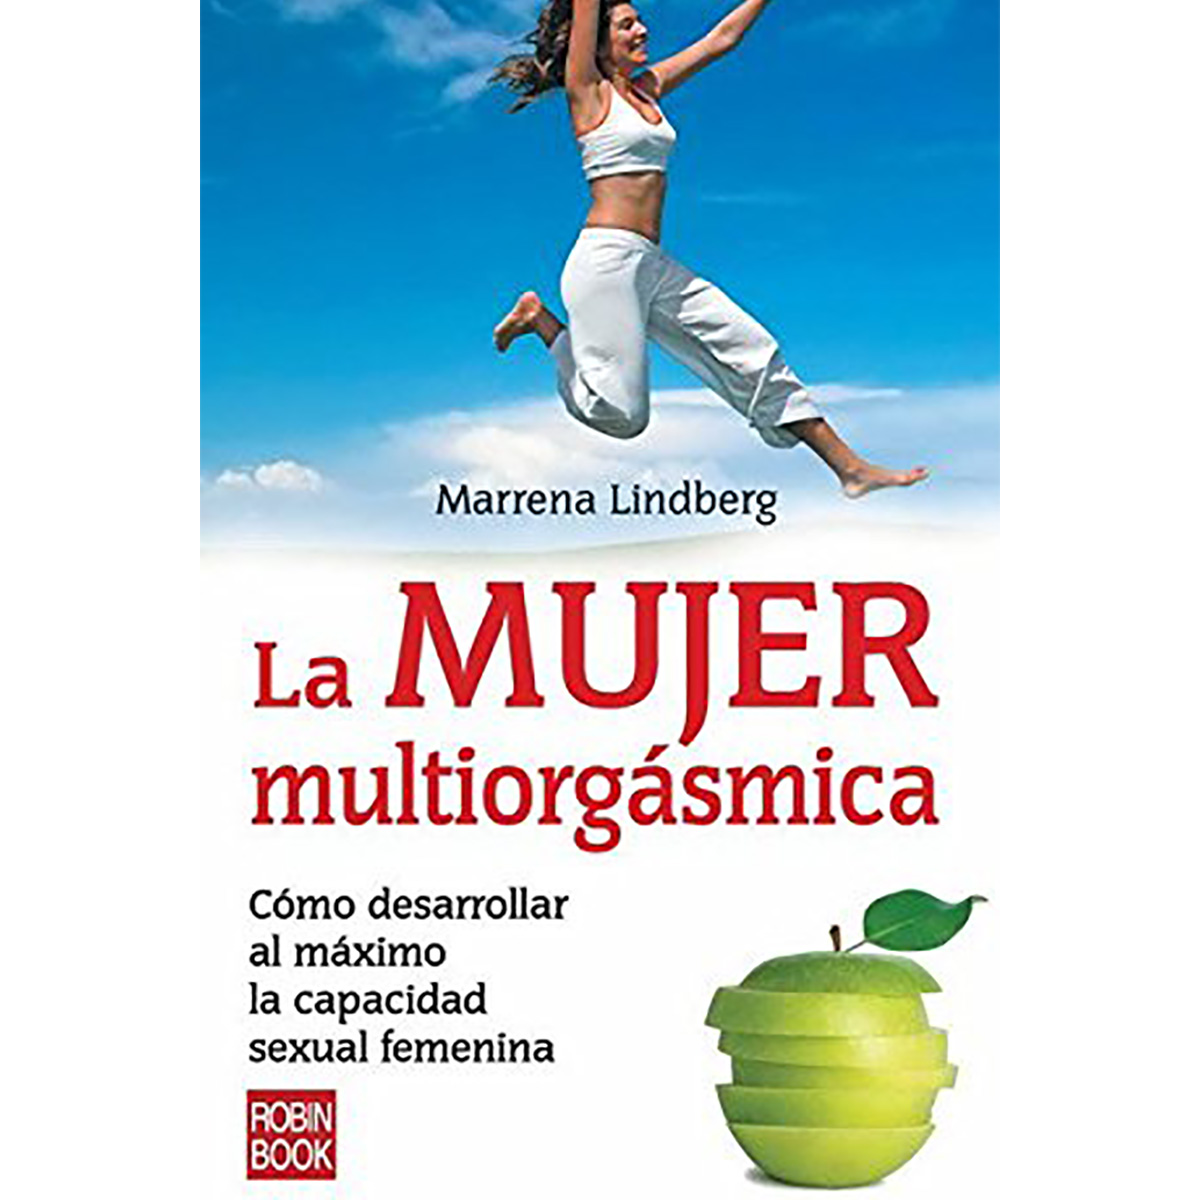 Marrena Lindberg
La MUJER
multiorgásmica
Cómo desarrollar
al máximo
la capacidad
sexual femenina
ROBIN
BOOK